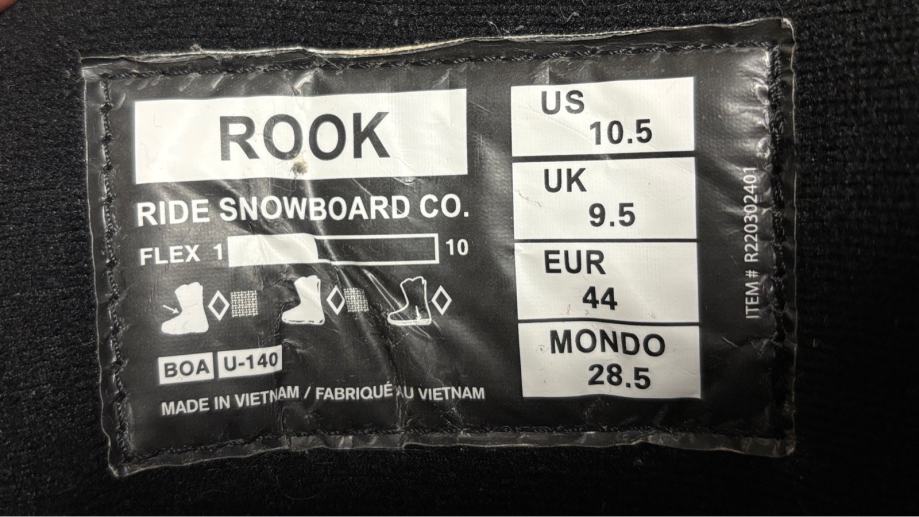 ROOK
RIDE SNOWBOARD CO.
FLEX 1 10
BOA U-140
MADE IN VIETNAM / FABRIQUÉ AU VIETNAM
US
10.5
UK
9.5
EUR
44
MONDO
28.5
ITEM# R220302401